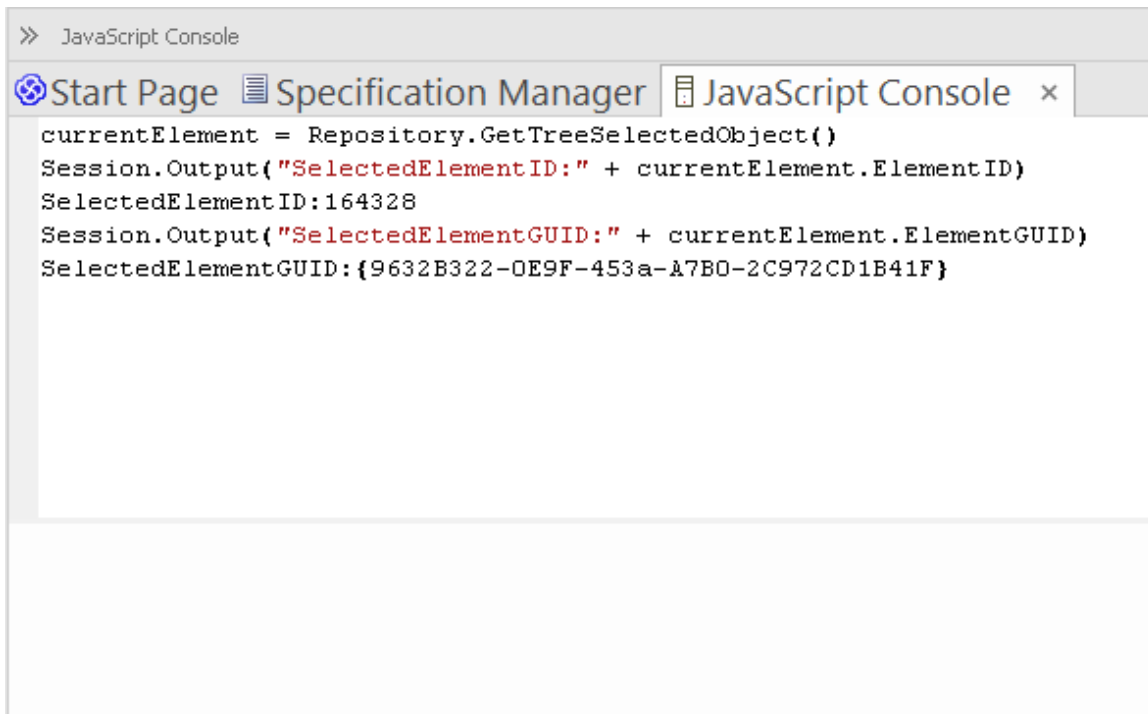 JavaScript Console
Start Page Specification Manager JavaScript Console
currentElement = Repository.GetTreeSelectedObject()
Session.Output("SelectedElementID:" + currentElement.ElementID)
SelectedElementID:164328
Session.Output("SelectedElementGUID:" + currentElement.ElementGUID)
SelectedElementGUID:{9632B322-0E9F-453a-A7B0-2C972CD1B41F}